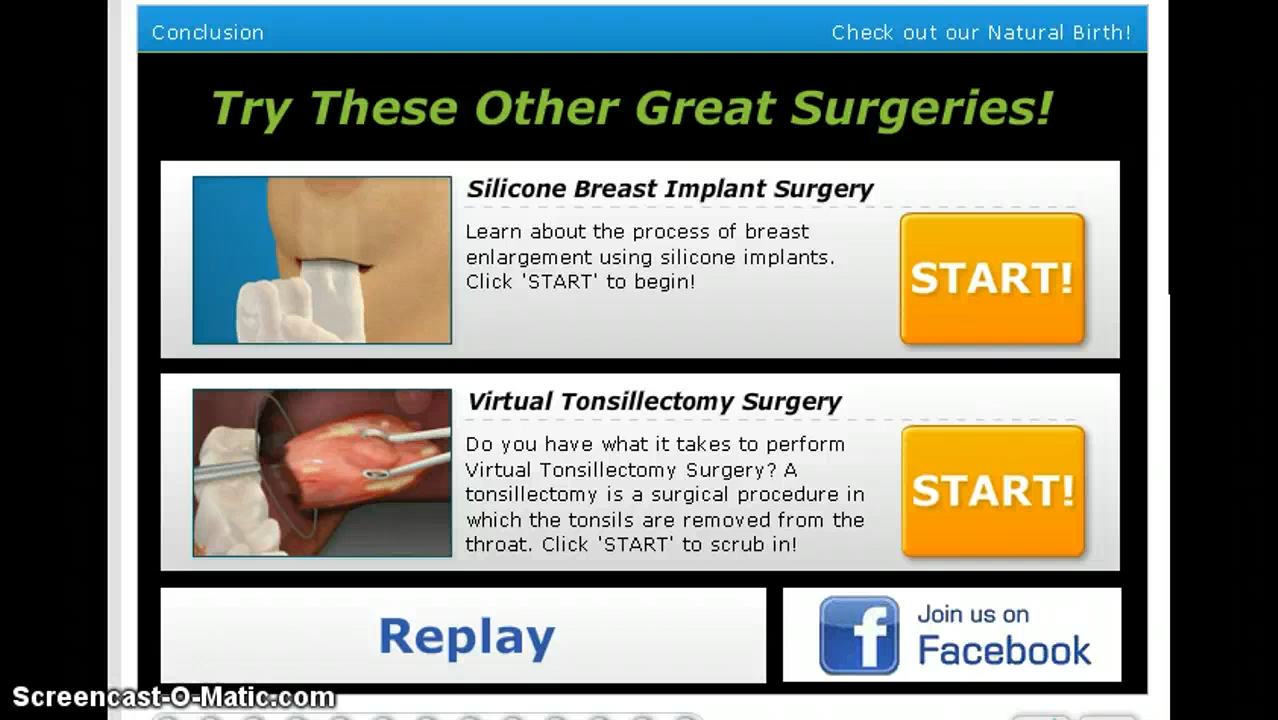 Conclusion
Check out our Natural Birth!
Try These Other Great Surgeries!
Silicone Breast Implant Surgery
Learn about the process of breast
enlargement using silicone implants.
Click 'START' to begin!
START!
Virtual Tonsillectomy Surgery
Do you have what it takes to perform
Virtual Tonsillectomy Surgery? A
tonsillectomy is a surgical procedure in
which the tonsils are removed from the
throat. Click 'START' to scrub in!
START!
Replay
f
Join us on
Facebook
Screencast-O-Matic.com